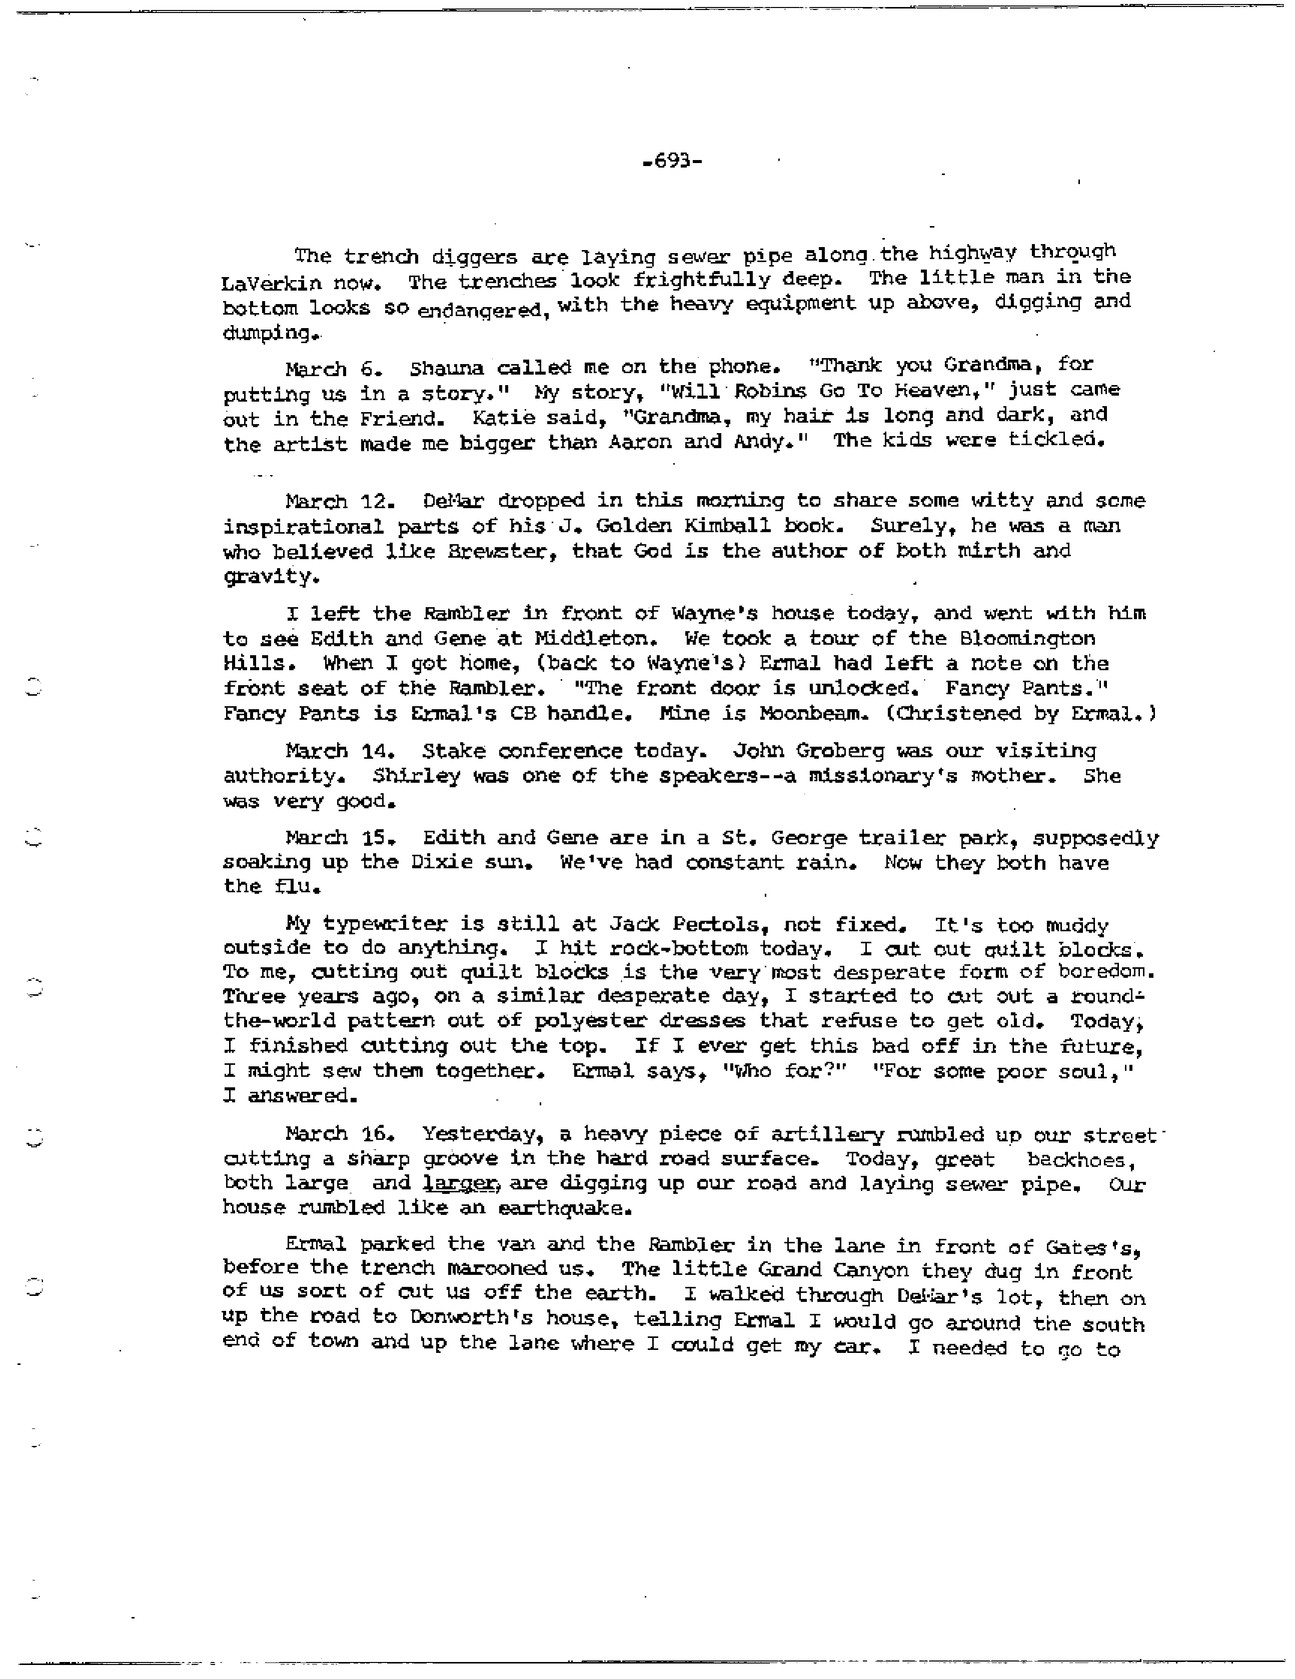 -693-
The trench diggers are laying sewer pipe along the highway through
LaVerkin now. The trenches look frightfully deep. The little man in the
bottom looks so endangered, with the heavy equipment up above, digging and
dumping.
March 6. Shauna called me on the phone. "Thank you Grandma, for
putting us in a story." My story, "Will Robins Go To Heaven," just came
out in the Friend. Katie said, "Grandma, my hair is long and dark, and
the artist made me bigger than Aaron and Andy." The kids were tickled.
March 12. DeMar dropped in this morning to share some witty and some
inspirational parts of his J. Golden Kimball book. Surely, he was a man
who believed like Brewster, that God is the author of both mirth and
gravity.
I left the Rambler in front of Wayne's house today, and went with him
to see Edith and Gene at Middleton. We took a tour of the Bloomington
Hills. When I got home, (back to Wayne's) Ermal had left a note on the
front seat of the Rambler. "The front door is unlocked. Fancy Pants."
Fancy Pants is Ermal's CB handle. Mine is Moonbeam. (Christened by Ermal.)
March 14. Stake conference today. John Groberg was our visiting
authority. Shirley was one of the speakers--a missionary's mother. She
was very good.
March 15. Edith and Gene are in a St. George trailer park, supposedly
soaking up the Dixie sun. We've had constant rain. Now they both have
the flu.
My typewriter is still at Jack Pectols, not fixed. It's too muddy
outside to do anything. I hit rock-bottom today. I cut out quilt blocks.
To me, cutting out quilt blocks is the very most desperate form of boredom.
Three years ago, on a similar desperate day, I started to cut out a round-
the-world pattern out of polyester dresses that refuse to get old. Today,
I finished cutting out the top. If I ever get this bad off in the future,
I might sew them together. Ermal says, "Who for?" "For some poor soul,"
I answered.
March 16. Yesterday, a heavy piece of artillery rumbled up our street
cutting a sharp groove in the hard road surface. Today, great backhoes,
both large and larger, are digging up our road and laying sewer pipe. Our
house rumbled like an earthquake.
Ermal parked the van and the Rambler in the lane in front of Gates's,
before the trench marooned us. The little Grand Canyon they dug in front
of us sort of cut us off the earth. I walked through DeMar's lot, then on
up the road to Donworth's house, telling Ermal I would go around the south
end of town and up the lane where I could get my car. I needed to go to